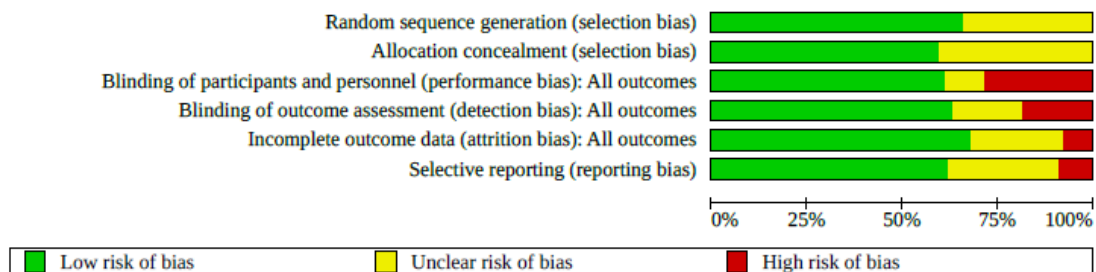 Random sequence generation (selection bias)
Allocation concealment (selection bias)
Blinding of participants and personnel (performance bias): All outcomes
Blinding of outcome assessment (detection bias): All outcomes
Incomplete outcome data (attrition bias): All outcomes
Selective reporting (reporting bias)
0% 25% 50% 75% 100%
Low risk of bias Unclear risk of bias High risk of bias